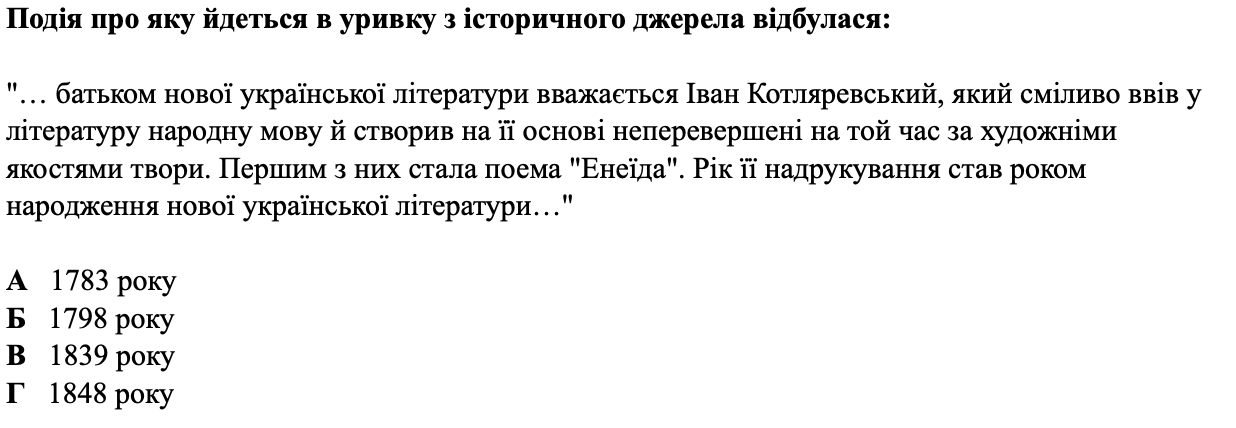 Подія про яку йдеться в уривку з історичного джерела відбулася:
"… батьком нової української літератури вважається Іван Котляревський, який сміливо ввів у
літературу народну мову й створив на її основі неперевершені на той час за художніми
якостями твори. Першим з них стала поема "Енеїда". Рік її надрукування став роком
народження нової української літератури…"
А 1783 року
Б 1798 року
В 1839 року
Г 1848 року